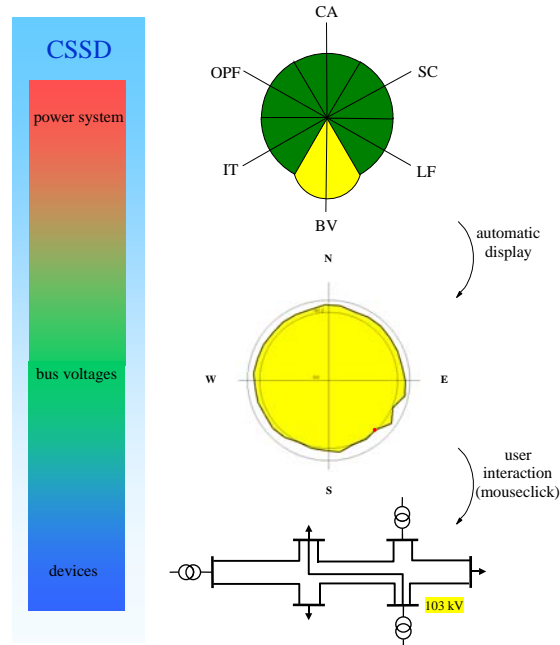 CSSD
power system
bus voltages
devices
CA
OPF
SC
IT
LF
BV
automatic
display
N
W
E
S
user
interaction
(mouseclick)
103 kV